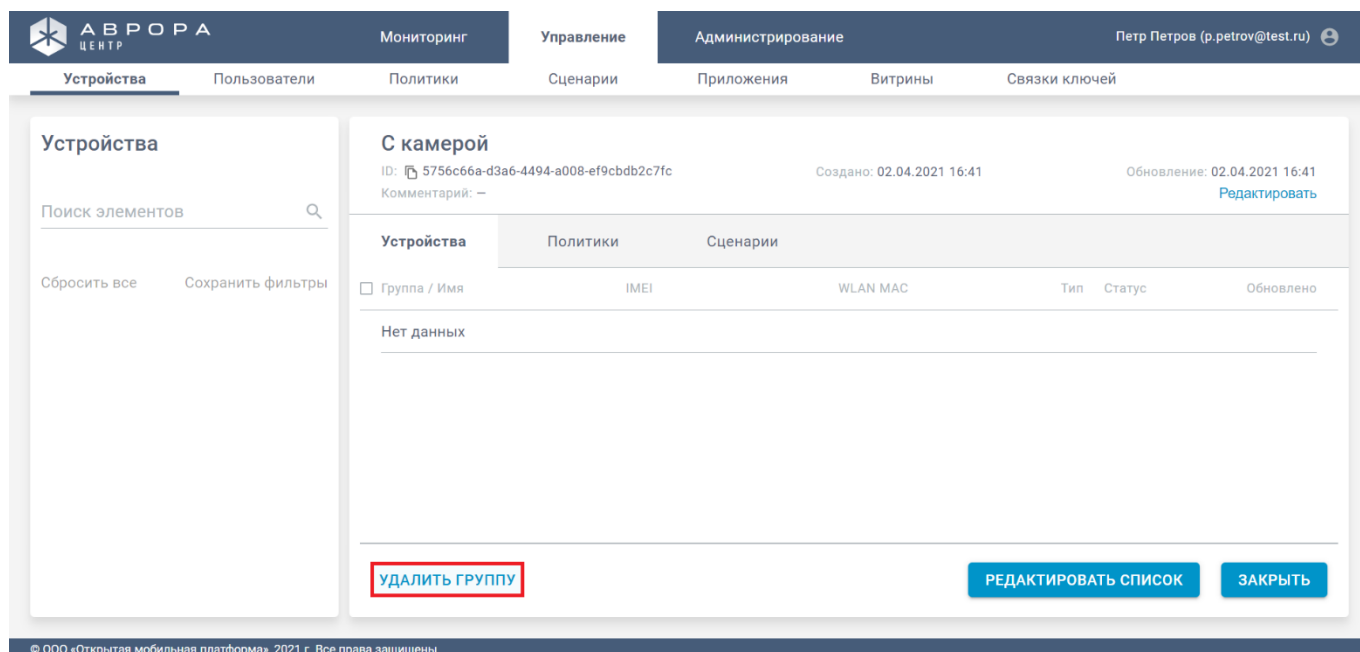 АВРОРА
ЦЕНТР
Мониторинг Управление Администрирование Петр Петров (p.petrov@test.ru)
Устройства Пользователи Политики Сценарии Приложения Витрины Связки ключей
Устройства
Поиск элементов
Сбросить все Сохранить фильтры
С камерой
ID: 5756c66a-d3a6-4494-a008-ef9cbdb2c7fc Создано: 02.04.2021 16:41 Обновление: 02.04.2021 16:41
Комментарий: — Редактировать
Устройства Политики Сценарии
Группа / Имя IMEI WLAN MAC Тип Статус Обновлено
Нет данных
УДАЛИТЬ ГРУППУ РЕДАКТИРОВАТЬ СПИСОК ЗАКРЫТЬ
© ООО «Открытая мобильная платформа», 2021 г. Все права защищены